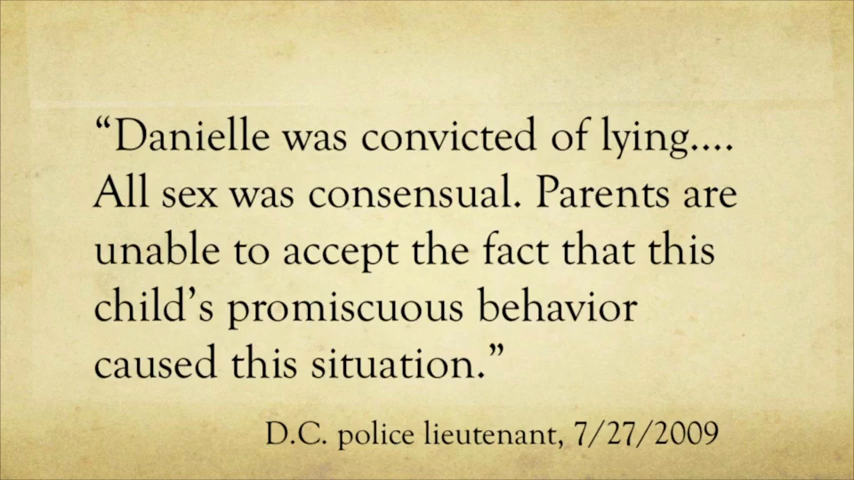 “Danielle was convicted of lying....
All sex was consensual. Parents are
unable to accept the fact that this
child’s promiscuous behavior
caused this situation.”
D.C. police lieutenant, 7/27/2009